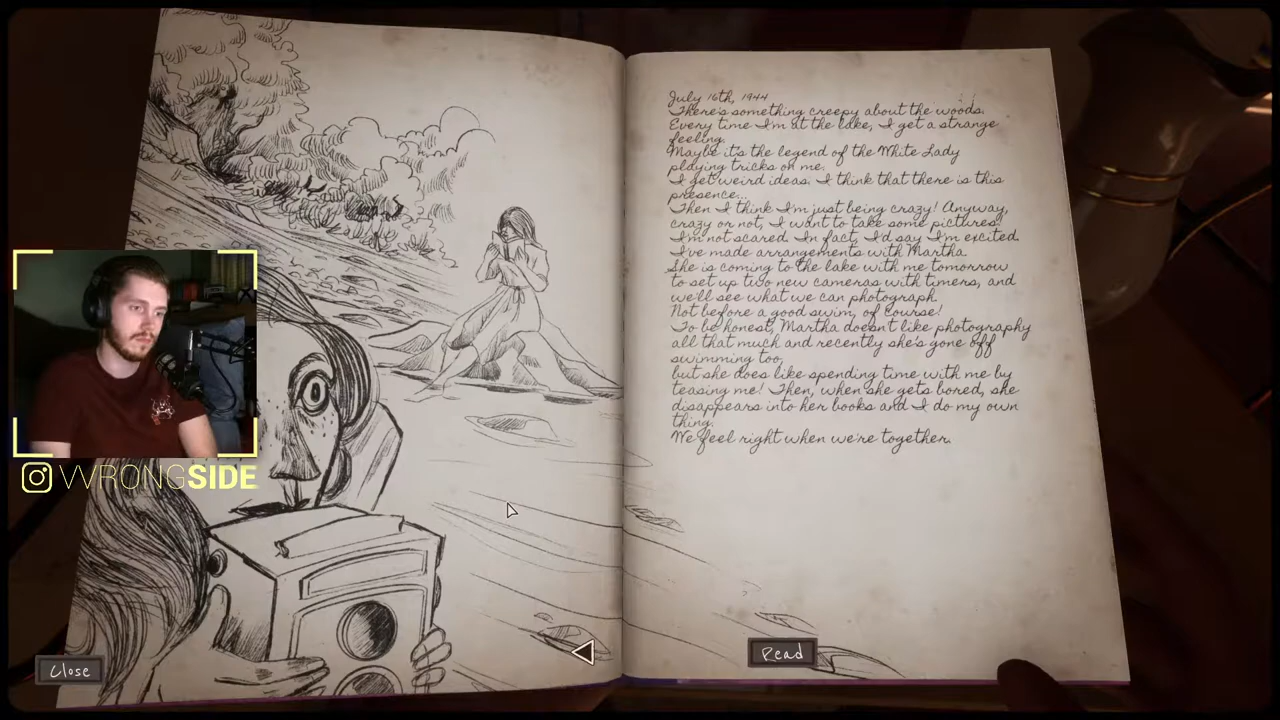 July 16th, 1944
There's something creepy about the woods.
Every time I'm at the lake, I get a strange
feeling.
Maybe it's the legend of the White Lady
playing tricks on me.
I get weird ideas. I think that there is this
presence...
Then I think I'm just being crazy! Anyway,
crazy or not, I want to take some pictures.
I'm not scared. In fact, I'd say I'm excited.
I've made arrangements with Martha.
She is coming to the lake with me tomorrow
to set up two new cameras with timers, and
we'll see what we can photograph.
Not before a good swim, of course!
To be honest, Martha doesn't like photography
all that much and recently she's gone off
swimming too,
but she does like spending time with me by
teasing me! Then, when she gets bored, she
disappears into her books and I do my own
thing.
We feel right when we're together.
VVRONGSIDE
Close
Read